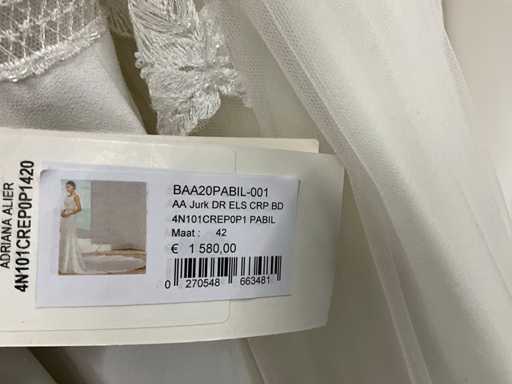 ADRIANA ALIER
4N101CREP0P1420
BAA20PABIL-001
AA Jurk DR ELS CRP BD
4N101CREP0P1 PABIL
Maat : 42
€ 1 580,00
0 270548 663481